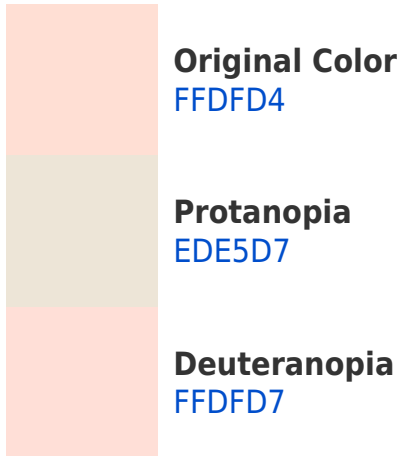 Original Color
FFDFD4
Protanopia
EDE5D7
Deuteranopia
FFDFD7